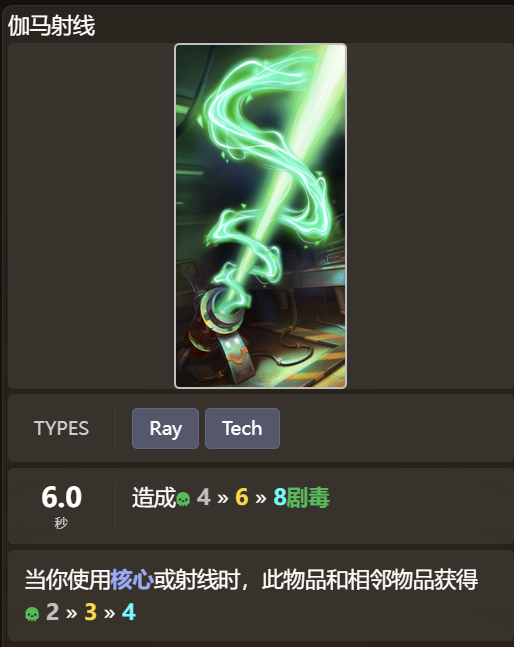 伽马射线
TYPES Ray Tech
6.0 造成 4 » 6 » 8剧毒
秒
当你使用核心或射线时，此物品和相邻物品获得
2 » 3 » 4